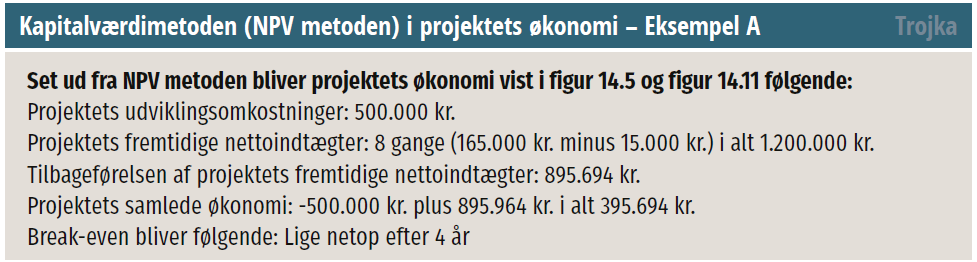 Kapitalværdimetoden (NPV metoden) i projektets økonomi – Eksempel A Trojka
Set ud fra NPV metoden bliver projektets økonomi vist i figur 14.5 og figur 14.11 følgende:
Projektets udviklingsomkostninger: 500.000 kr.
Projektets fremtidige nettoindtægter: 8 gange (165.000 kr. minus 15.000 kr.) i alt 1.200.000 kr.
Tilbageførelsen af projektets fremtidige nettoindtægter: 895.694 kr.
Projektets samlede økonomi: -500.000 kr. plus 895.964 kr. i alt 395.694 kr.
Break-even bliver følgende: Lige netop efter 4 år